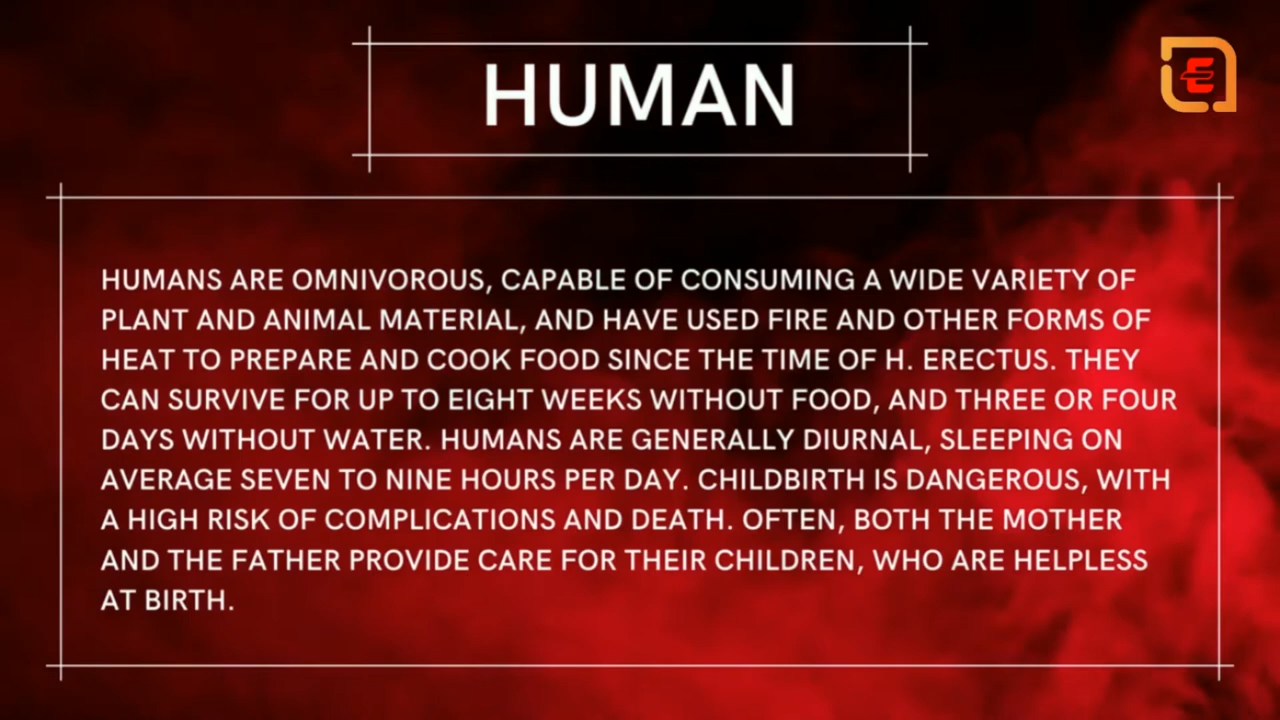 HUMAN
E
HUMANS ARE OMNIVOROUS, CAPABLE OF CONSUMING A WIDE VARIETY OF
PLANT AND ANIMAL MATERIAL, AND HAVE USED FIRE AND OTHER FORMS OF
HEAT TO PREPARE AND COOK FOOD SINCE THE TIME OF H. ERECTUS. THEY
CAN SURVIVE FOR UP TO EIGHT WEEKS WITHOUT FOOD, AND THREE OR FOUR
DAYS WITHOUT WATER. HUMANS ARE GENERALLY DIURNAL, SLEEPING ON
AVERAGE SEVEN TO NINE HOURS PER DAY. CHILDBIRTH IS DANGEROUS, WITH
A HIGH RISK OF COMPLICATIONS AND DEATH. OFTEN, BOTH THE MOTHER
AND THE FATHER PROVIDE CARE FOR THEIR CHILDREN, WHO ARE HELPLESS
AT BIRTH.